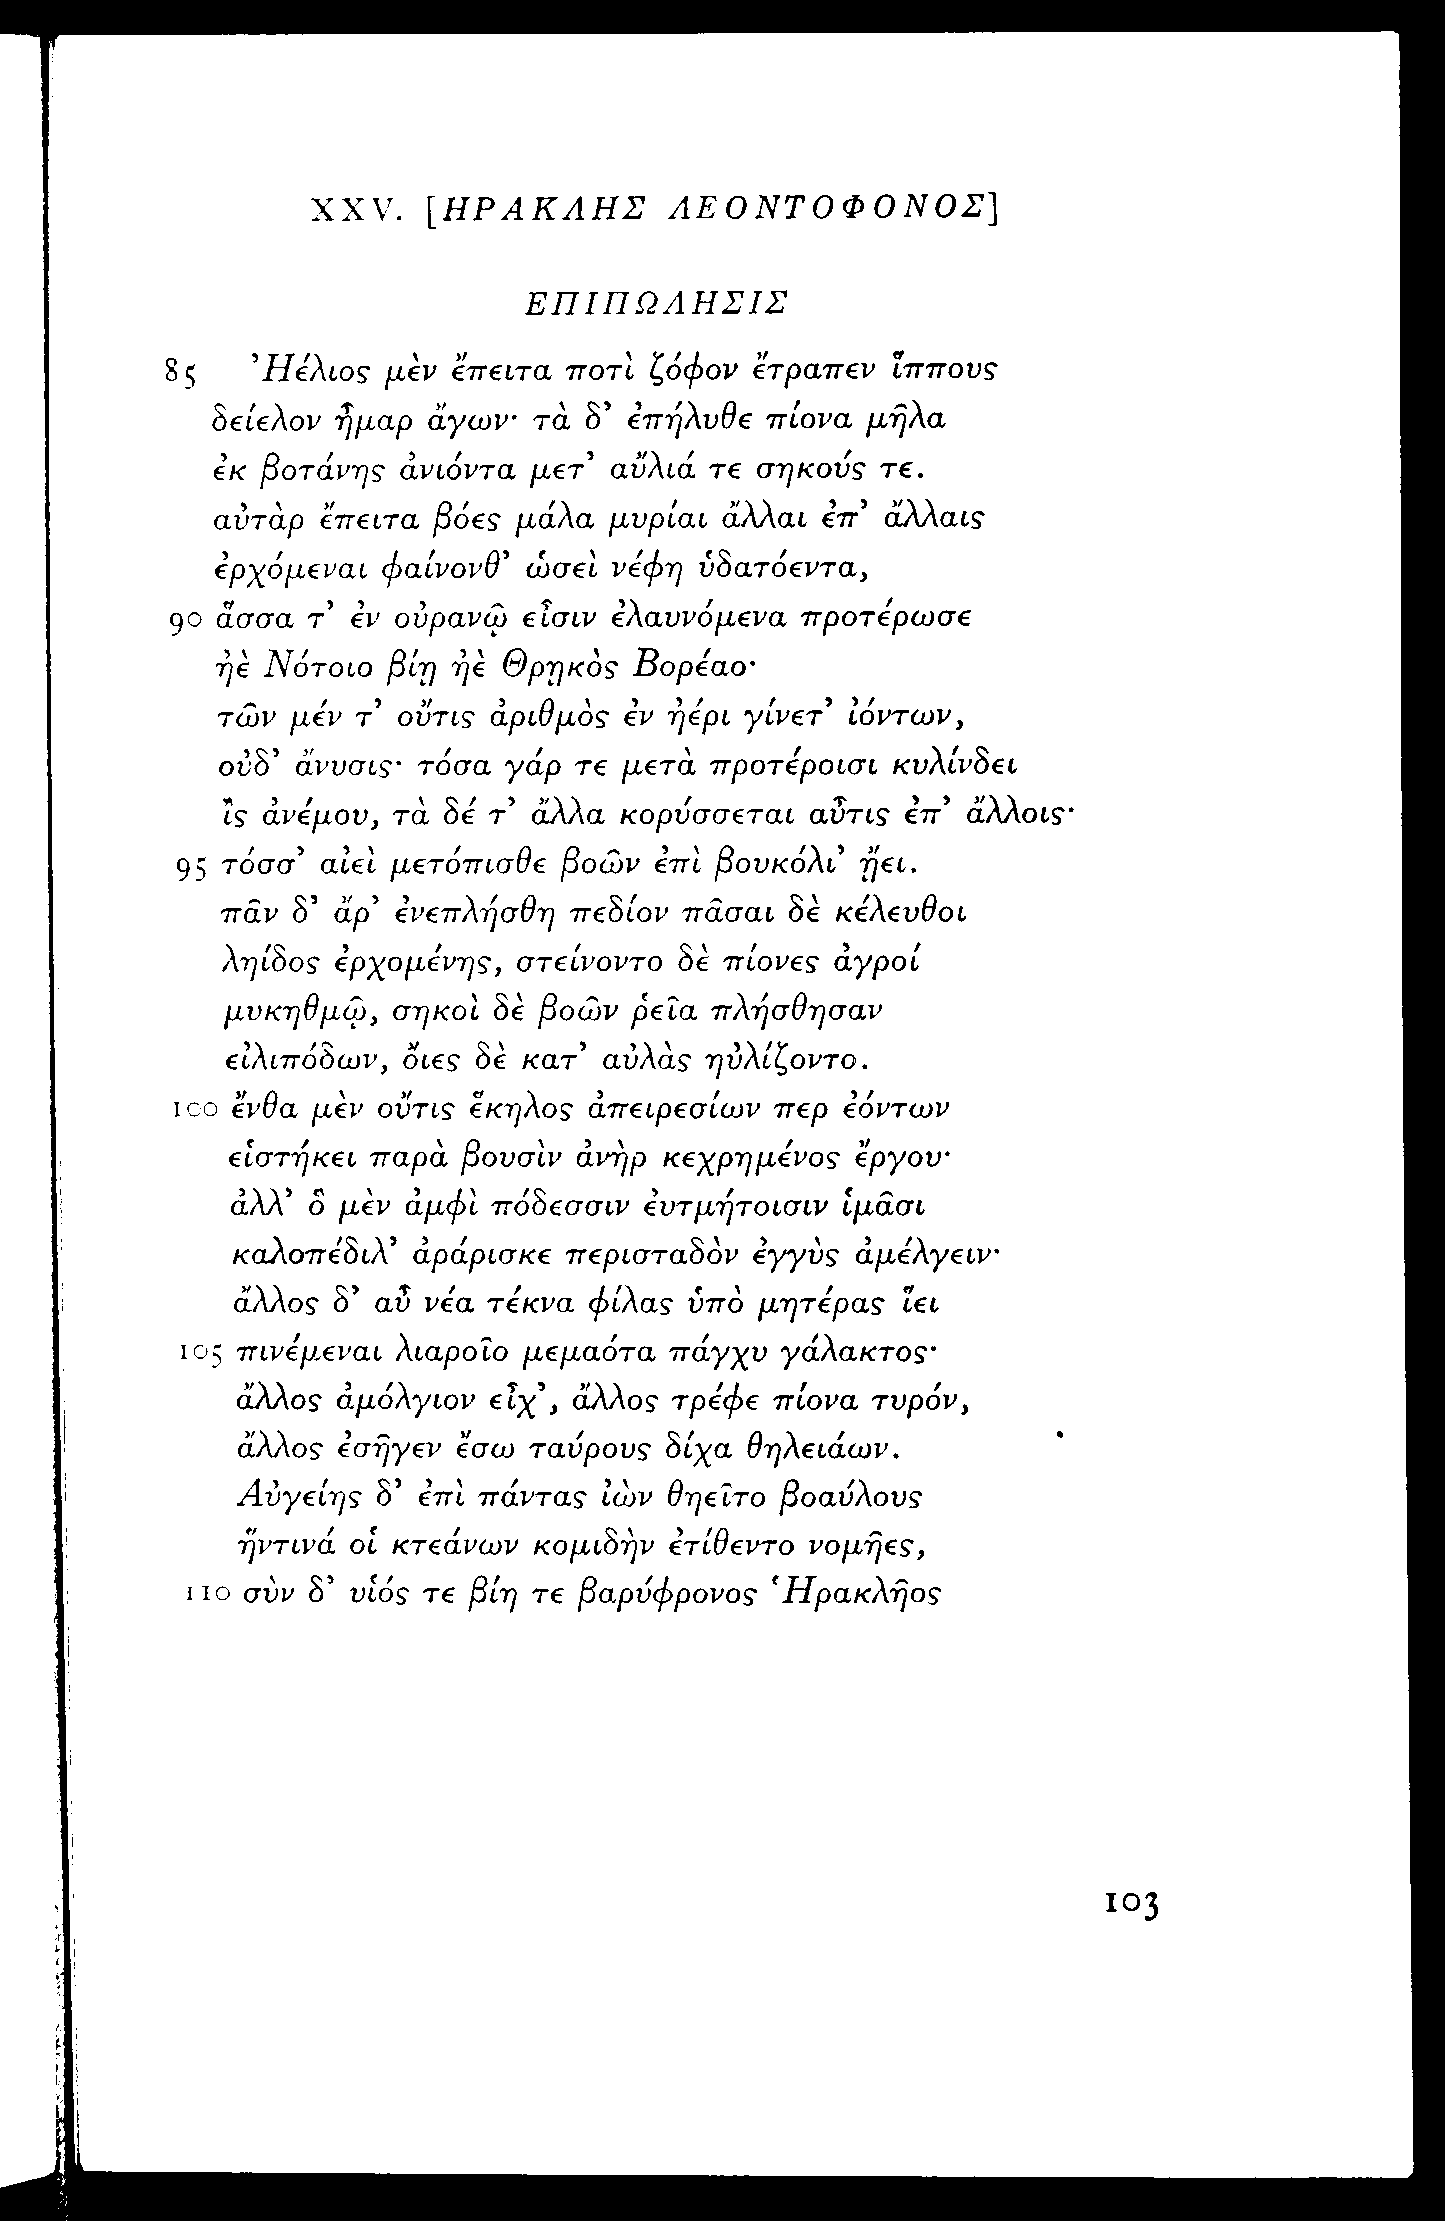 XXV. [ΗΡΑΚΛΗΣ ΛΕΟΝΤΟΦΟΝΟΣ]
ΕΠΙΠΩΛΗΣΙΣ
85 Ἠέλιος μὲν ἔπειτα ποτὶ ζόφον ἔτραπεν ἵππους
δείελον ἦμαρ ἄγων· τὰ δ’ ἐπήλυθε πίονα μῆλα
ἐκ βοτάνης ἀνιόντα μετ’ αὔλιά τε σηκούς τε.
αὐτὰρ ἔπειτα βόες μάλα μυρίαι ἄλλαι ἐπ’ ἄλλαις
ἐρχόμεναι φαίνονθ’ ὡσεὶ νέφη ὑδατόεντα,
90 ἅσσα τ’ ἐν οὐρανῷ εἶσιν ἐλαυνόμενα προτέρωσε
ἠὲ Νότοιο βίῃ ἠὲ Θρῃκὸς Βορέαο·
τῶν μέν τ’ οὔτις ἀριθμὸς ἐν ἠέρι γίνετ’ ἰόντων,
οὐδ’ ἄνυσις· τόσα γάρ τε μετὰ προτέροισι κυλίνδει
ἲς ἀνέμου, τὰ δέ τ’ ἄλλα κορύσσεται αὖτις ἐπ’ ἄλλοις·
95 τόσσ’ αἰεὶ μετόπισθε βοῶν ἐπὶ βουκόλι’ ᾔει.
πᾶν δ’ ἄρ’ ἐνεπλήσθη πεδίον πᾶσαι δὲ κέλευθοι
ληίδος ἐρχομένης, στείνοντο δὲ πίονες ἀγροί
μυκηθμῷ, σηκοὶ δὲ βοῶν ῥεῖα πλήσθησαν
εἰλιπόδων, ὄιες δὲ κατ’ αὐλὰς ηὐλίζοντο.
100 ἔνθα μὲν οὔτις ἕκηλος ἀπειρεσίων περ ἐόντων
εἱστήκει παρὰ βουσὶν ἀνὴρ κεχρημένος ἔργου·
ἀλλ’ ὃ μὲν ἀμφὶ πόδεσσιν ἐυτμήτοισιν ἱμᾶσι
καλοπέδιλ’ ἀράρισκε περισταδὸν ἐγγὺς ἀμέλγειν·
ἄλλος δ’ αὖ νέα τέκνα φίλας ὑπὸ μητέρας ἵει
105 πινέμεναι λιαροῖο μεμαότα πάγχυ γάλακτος·
ἄλλος ἀμόλγιον εἶχ’, ἄλλος τρέφε πίονα τυρόν,
ἄλλος ἐσῆγεν ἔσω ταύρους δίχα θηλειάων.
Αὐγείης δ’ ἐπὶ πάντας ἰὼν θηεῖτο βοαύλους
ἥντινά οἱ κτεάνων κομιδὴν ἐτίθεντο νομῆες,
110 σὺν δ’ υἱός τε βίη τε βαρύφρονος Ἡρακλῆος
103